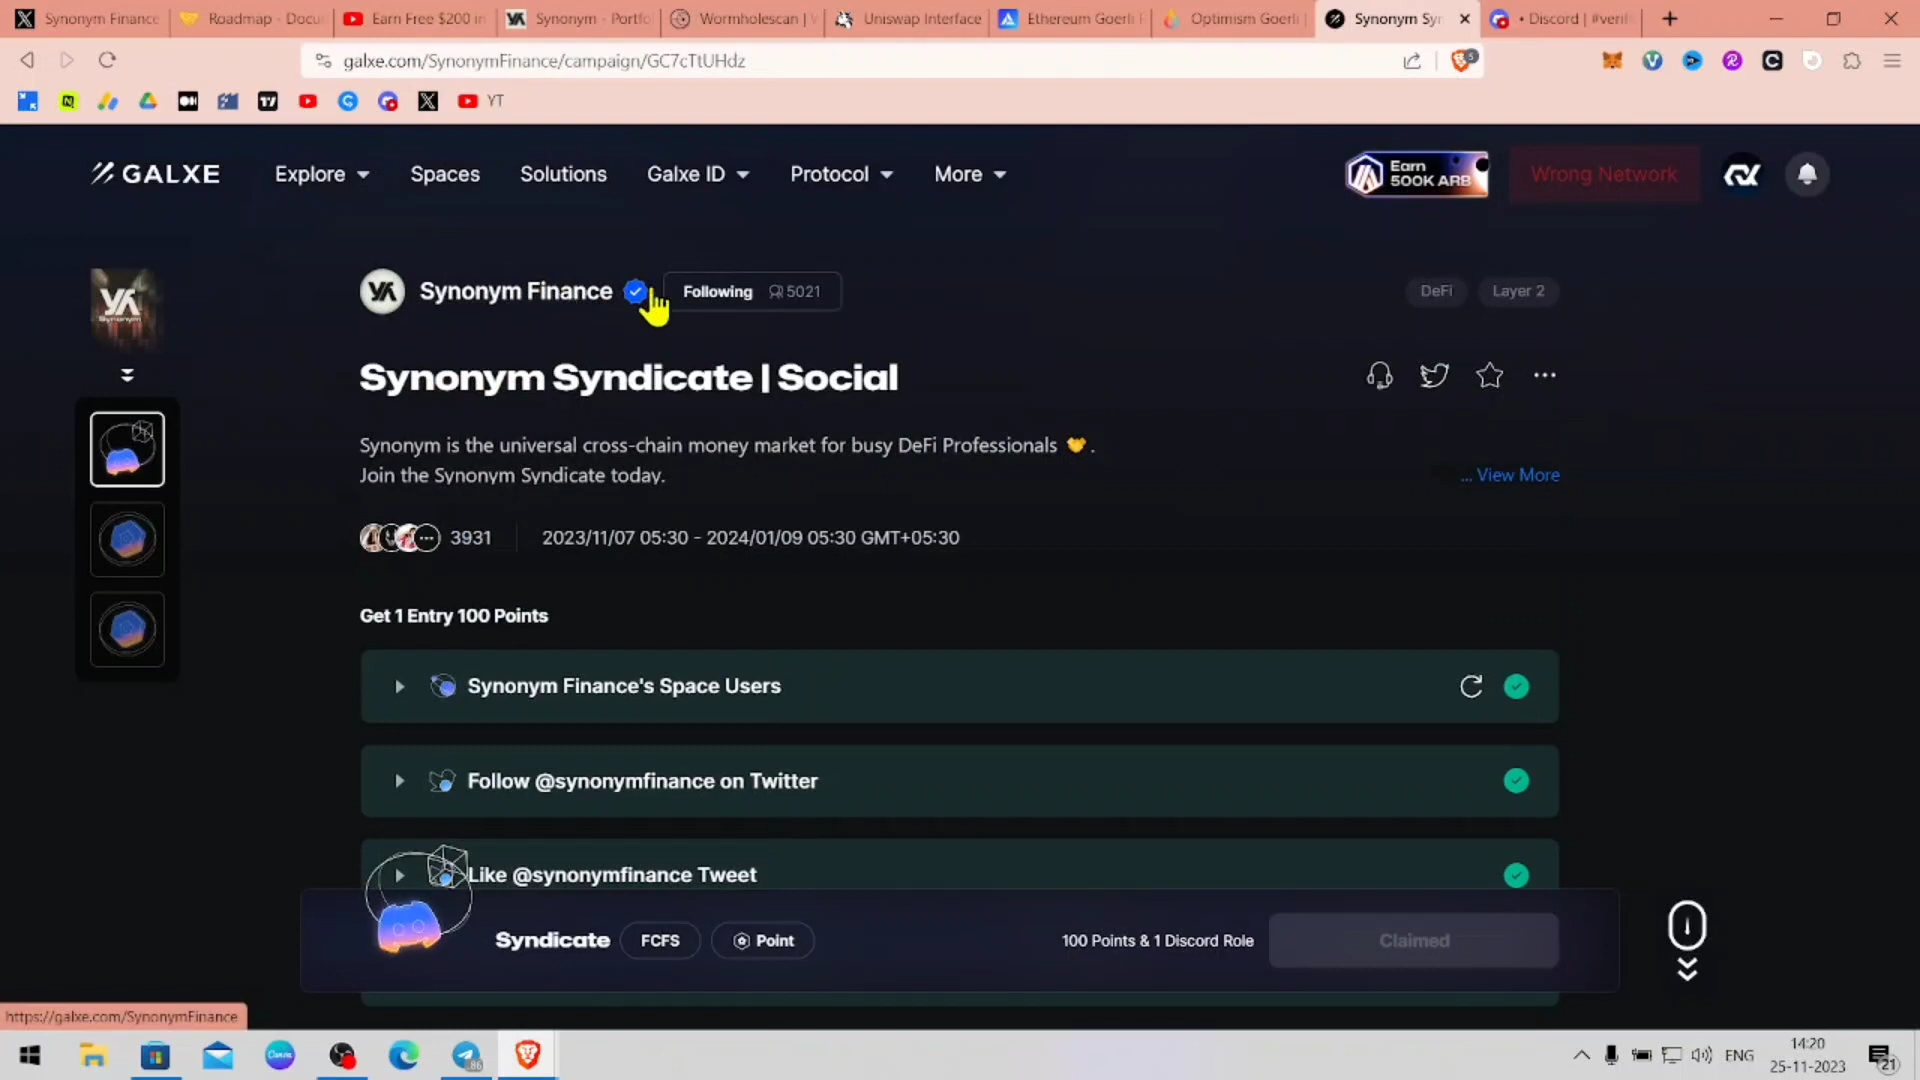 Synonym Finance
Roadmap - Docu
Earn Free $200 in
Synonym - Portfo
Wormholescan | W
Uniswap Interface
Ethereum Goerli F
Optimism Goerli
Synonym Syn
• Discord | #verif
galxe.com/SynonymFinance/campaign/GC7cTtUHdz
5
YT
GALXE
Explore
Spaces
Solutions
Galxe ID
Protocol
More
Earn
500K ARB
Wrong Network
Synonym Finance
Following
5021
DeFi
Layer 2
Synonym Syndicate | Social
Synonym is the universal cross-chain money market for busy DeFi Professionals 🤝.
Join the Synonym Syndicate today.
... View More
3931
2023/11/07 05:30 - 2024/01/09 05:30 GMT+05:30
Get 1 Entry 100 Points
Synonym Finance's Space Users
Follow @synonymfinance on Twitter
Like @synonymfinance Tweet
Syndicate
FCFS
Point
100 Points & 1 Discord Role
Claimed
https://galxe.com/SynonymFinance
86
ENG
14:20
25-11-2023
21